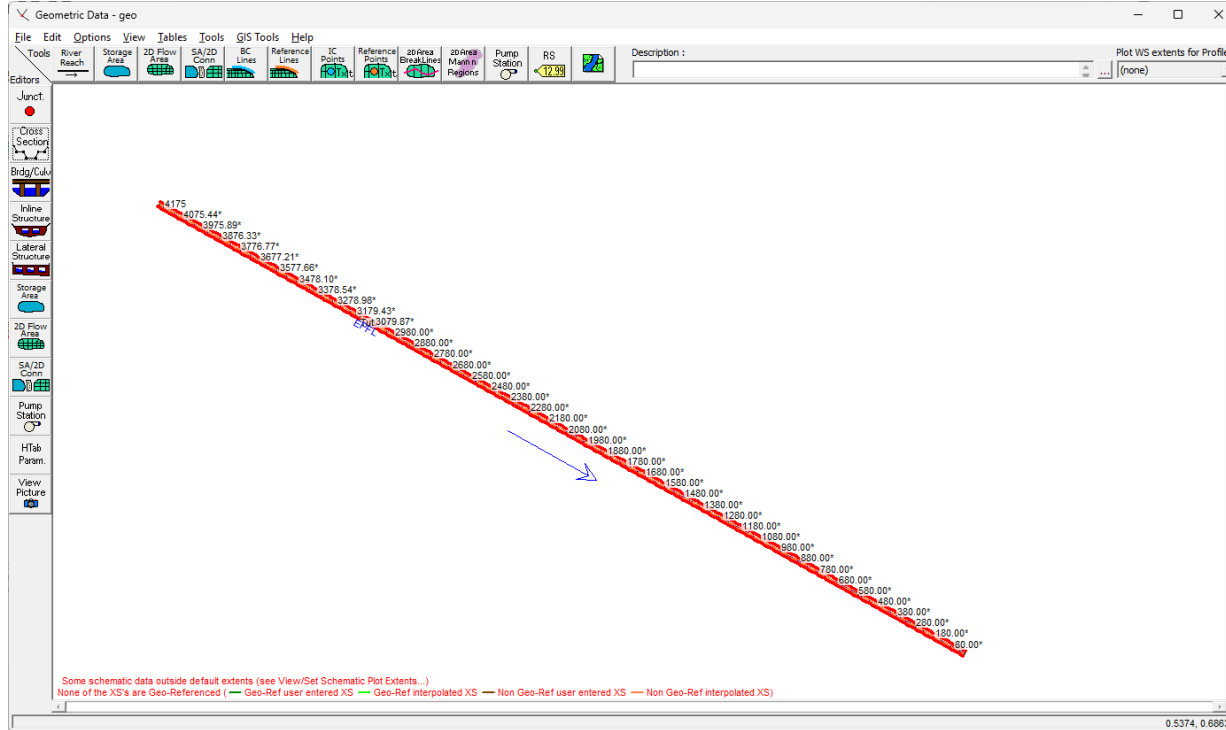 Geometric Data - geo
File Edit Options View Tables Tools GIS Tools Help
Tools
Editors
River Reach
Storage Area
2D Flow Area
SA/2D Conn
BC Lines
Reference Lines
IC Points
Reference Points
2D Area BreakLines
2D Area Mann n Regions
Pump Station
RS
12.99
Description :
...
Plot WS extents for Profile
(none)
Junct.
Cross Section
Brdg/Culv
Inline Structure
Lateral Structure
Storage Area
2D Flow Area
SA/2D Conn
Pump Station
HTab Param.
View Picture
4175
4075.44*
3975.89*
3876.33*
3776.77*
3677.21*
3577.66*
3478.10*
3378.54*
3278.98*
3179.43*
3079.87*
2980.00*
2880.00*
2780.00*
2680.00*
2580.00*
2480.00*
2380.00*
2280.00*
2180.00*
2080.00*
1980.00*
1880.00*
1780.00*
1680.00*
1580.00*
1480.00*
1380.00*
1280.00*
1180.00*
1080.00*
980.00*
880.00*
780.00*
680.00*
580.00*
480.00*
380.00*
280.00*
180.00*
80.00*
Some schematic data outside default extents (see View/Set Schematic Plot Extents...)
None of the XS's are Geo-Referenced ( Geo-Ref user entered XS Geo-Ref interpolated XS Non Geo-Ref user entered XS Non Geo-Ref interpolated XS)